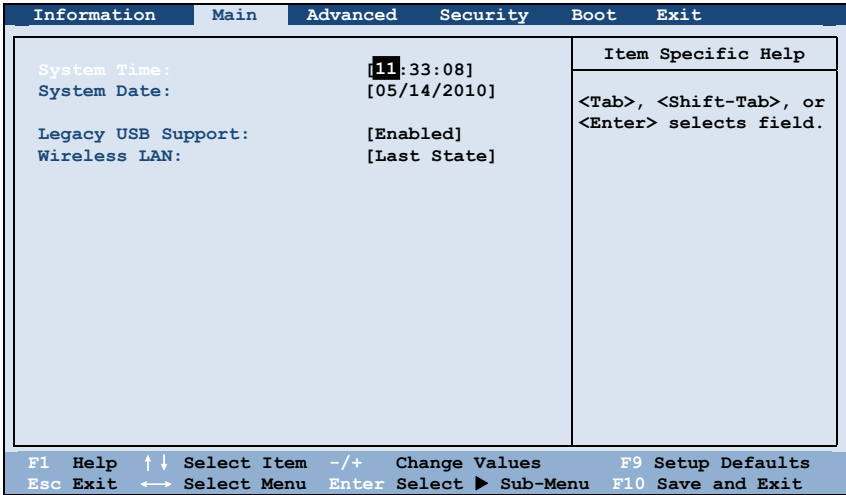 Information Main Advanced Security Boot Exit
System Time: [11:33:08]
System Date: [05/14/2010]
Legacy USB Support: [Enabled]
Wireless LAN: [Last State]
Item Specific Help
<Tab>, <Shift-Tab>, or
<Enter> selects field.
F1 Help ↑↓ Select Item -/+ Change Values F9 Setup Defaults
Esc Exit ←→ Select Menu Enter Select ▶ Sub-Menu F10 Save and Exit